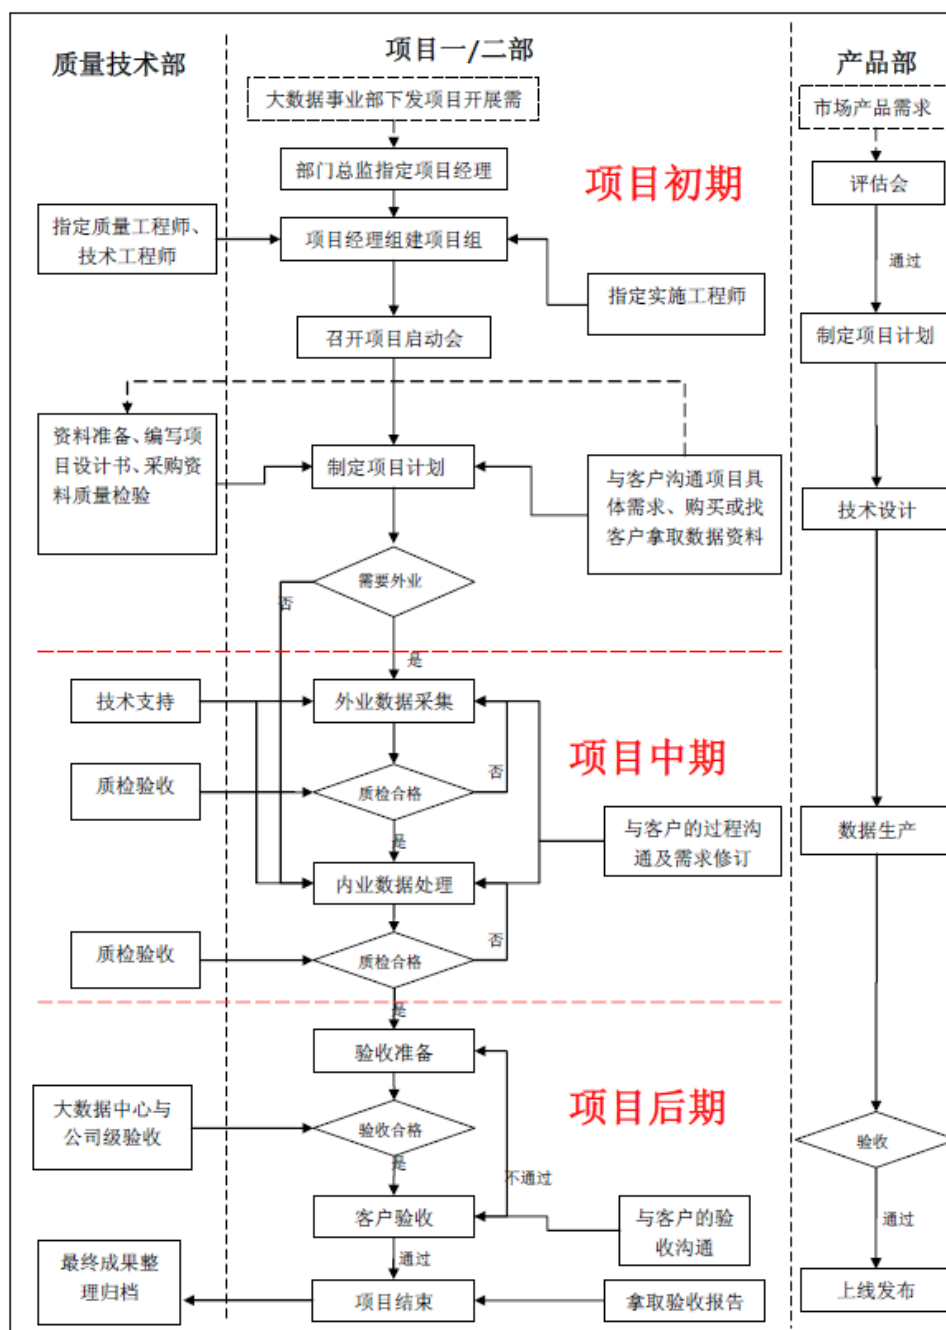 质量技术部
项目一/二部
产品部
大数据事业部下发项目开展需
市场产品需求
部门总监指定项目经理
项目初期
评估会
指定质量工程师、
技术工程师
项目经理组建项目组
通过
指定实施工程师
召开项目启动会
制定项目计划
资料准备、编写项
目设计书、采购资
料质量检验
制定项目计划
与客户沟通项目具
体需求、购买或找
客户拿取数据资料
技术设计
需要外业
否
是
技术支持
外业数据采集
项目中期
否
质检验收
质检合格
是
与客户的过程沟
通及需求修订
数据生产
内业数据处理
否
质检验收
质检合格
是
验收准备
项目后期
大数据中心与
公司级验收
验收合格
验收
是
不通过
客户验收
与客户的验
收沟通
通过
通过
最终成果整
理归档
项目结束
拿取验收报告
上线发布